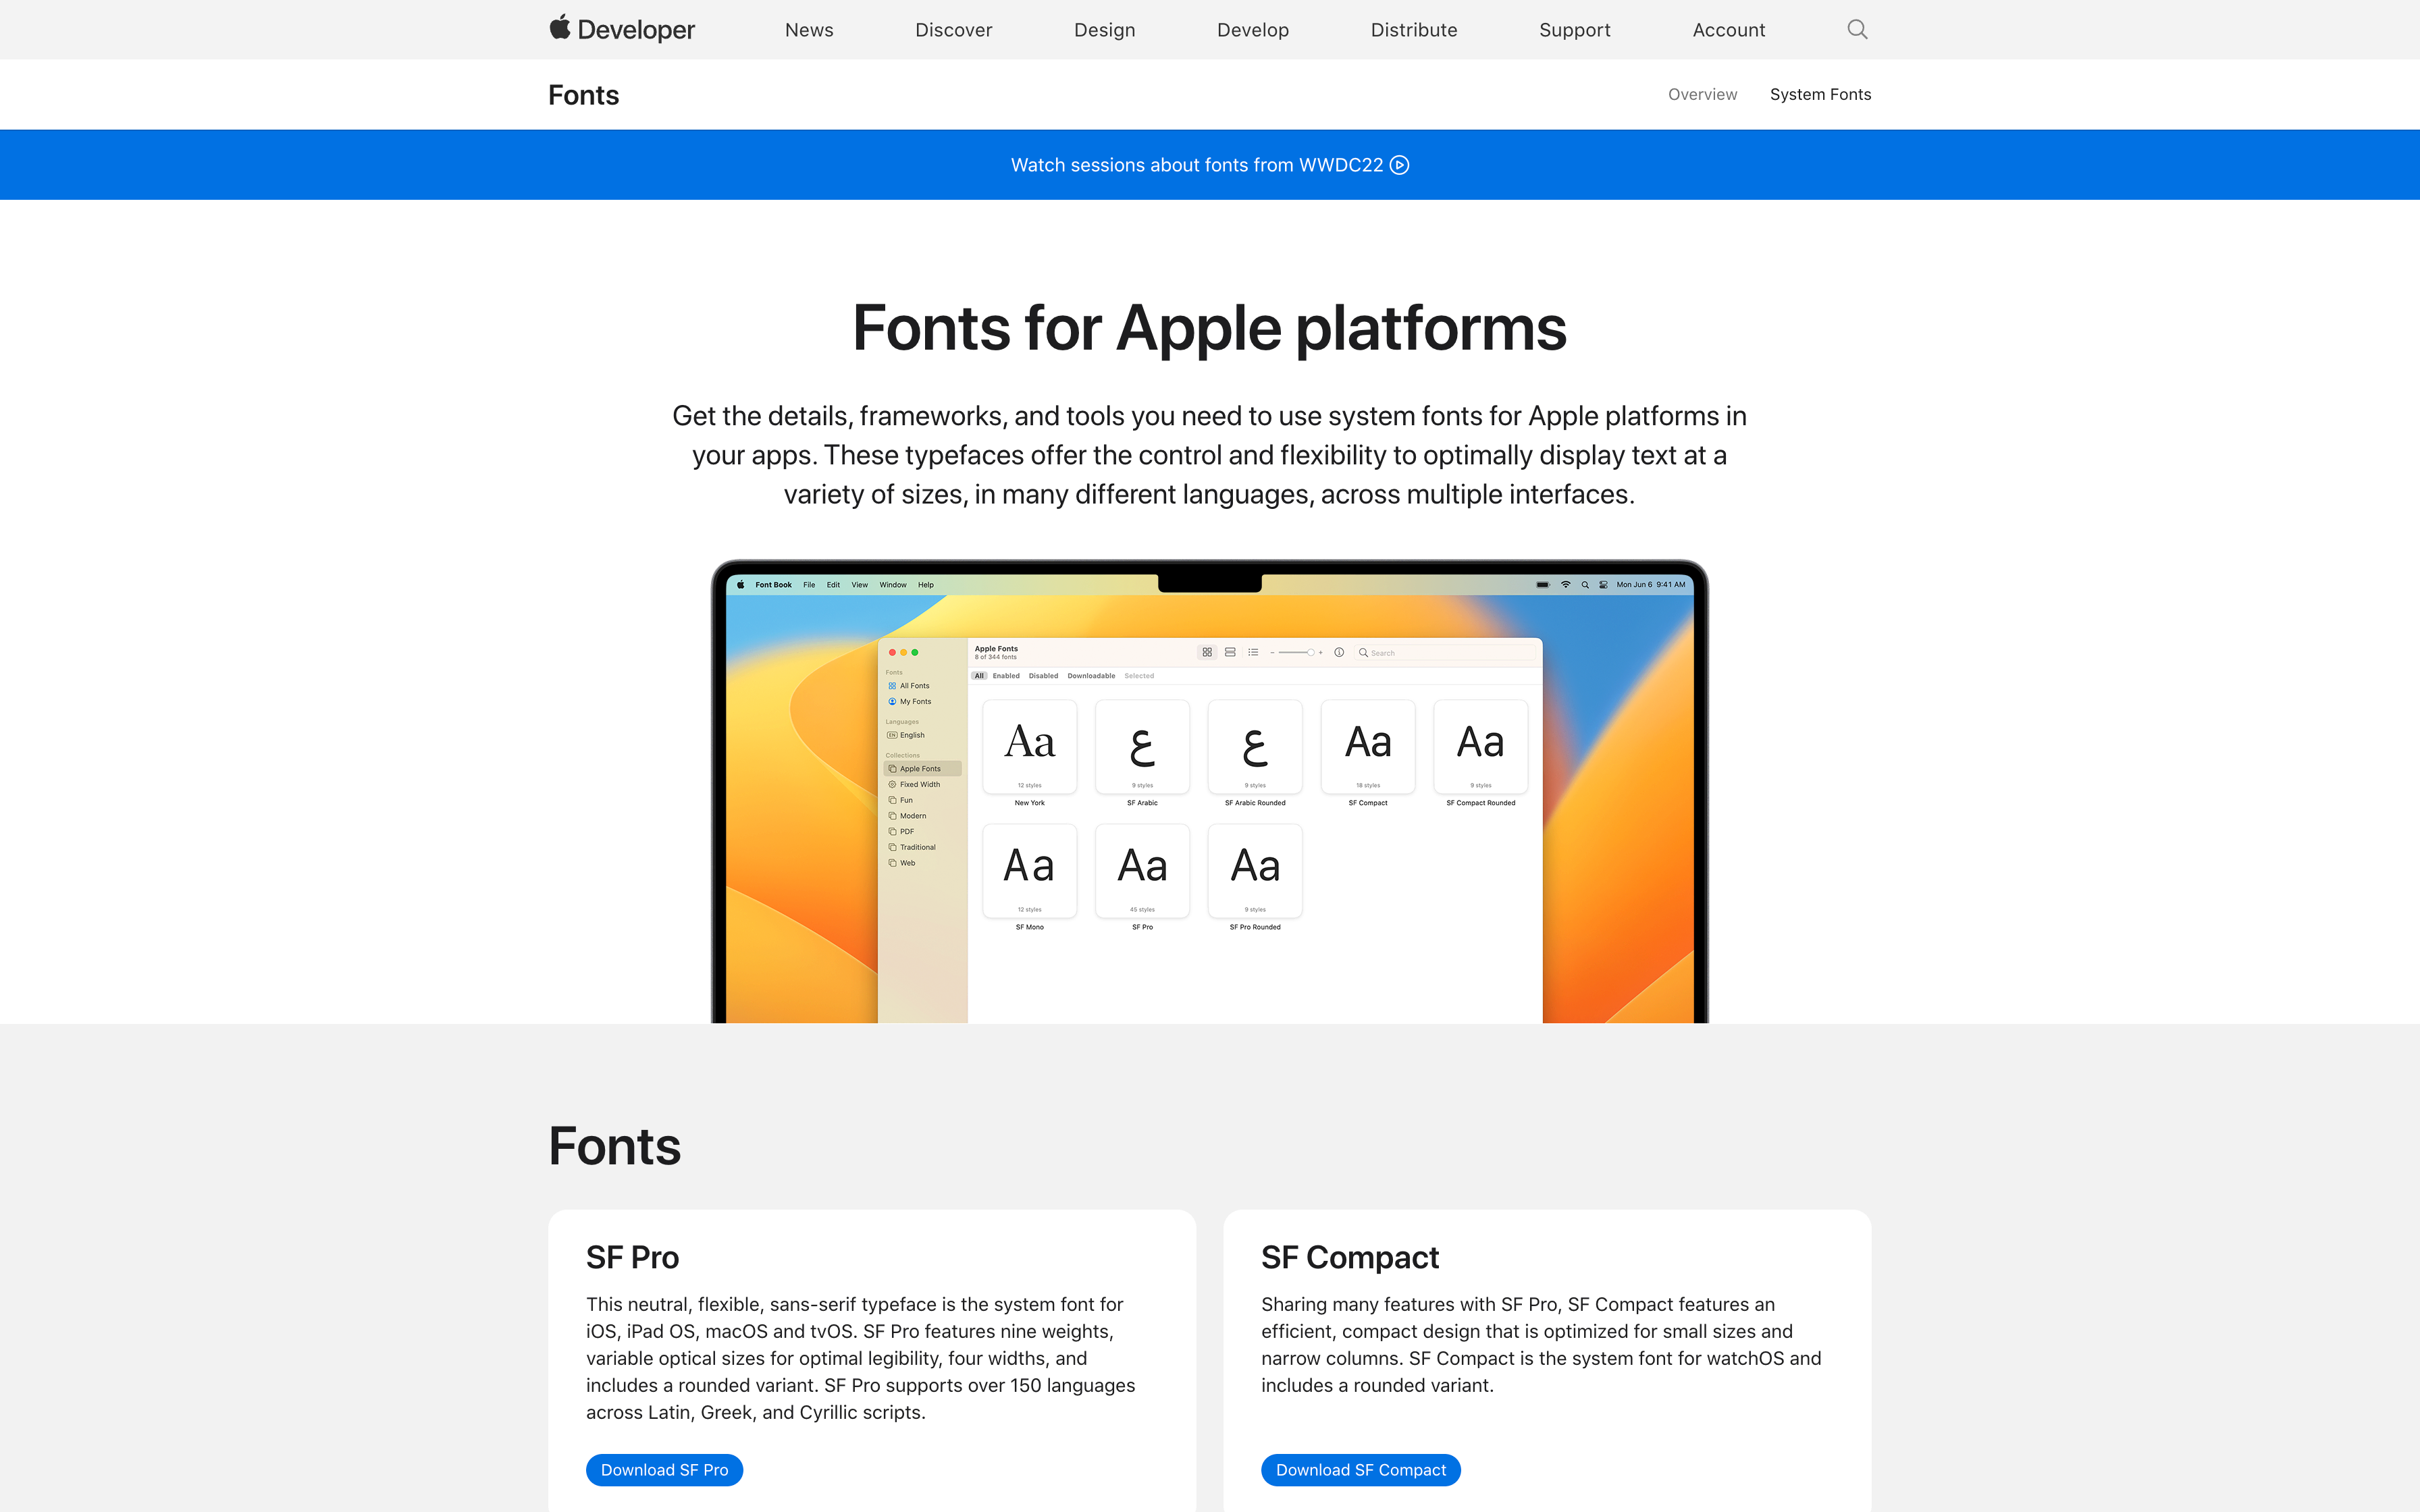 Developer
News
Discover
Design
Develop
Distribute
Support
Account
Fonts
Overview
System Fonts
Watch sessions about fonts from WWDC22
Fonts for Apple platforms
Get the details, frameworks, and tools you need to use system fonts for Apple platforms in
your apps. These typefaces offer the control and flexibility to optimally display text at a
variety of sizes, in many different languages, across multiple interfaces.
Font Book File Edit View Window Help
Mon Jun 6 9:41 AM
Fonts
All Fonts
My Fonts
Languages
EN English
Collections
Apple Fonts
Fixed Width
Fun
Modern
PDF
Traditional
Web
Apple Fonts
8 of 344 fonts
Search
All Enabled Disabled Downloadable Selected
Aa
12 styles
New York
ع
9 styles
SF Arabic
ع
9 styles
SF Arabic Rounded
Aa
18 styles
SF Compact
Aa
9 styles
SF Compact Rounded
Aa
12 styles
SF Mono
Aa
45 styles
SF Pro
Aa
9 styles
SF Pro Rounded
Fonts
SF Pro
This neutral, flexible, sans-serif typeface is the system font for
iOS, iPad OS, macOS and tvOS. SF Pro features nine weights,
variable optical sizes for optimal legibility, four widths, and
includes a rounded variant. SF Pro supports over 150 languages
across Latin, Greek, and Cyrillic scripts.
Download SF Pro
SF Compact
Sharing many features with SF Pro, SF Compact features an
efficient, compact design that is optimized for small sizes and
narrow columns. SF Compact is the system font for watchOS and
includes a rounded variant.
Download SF Compact